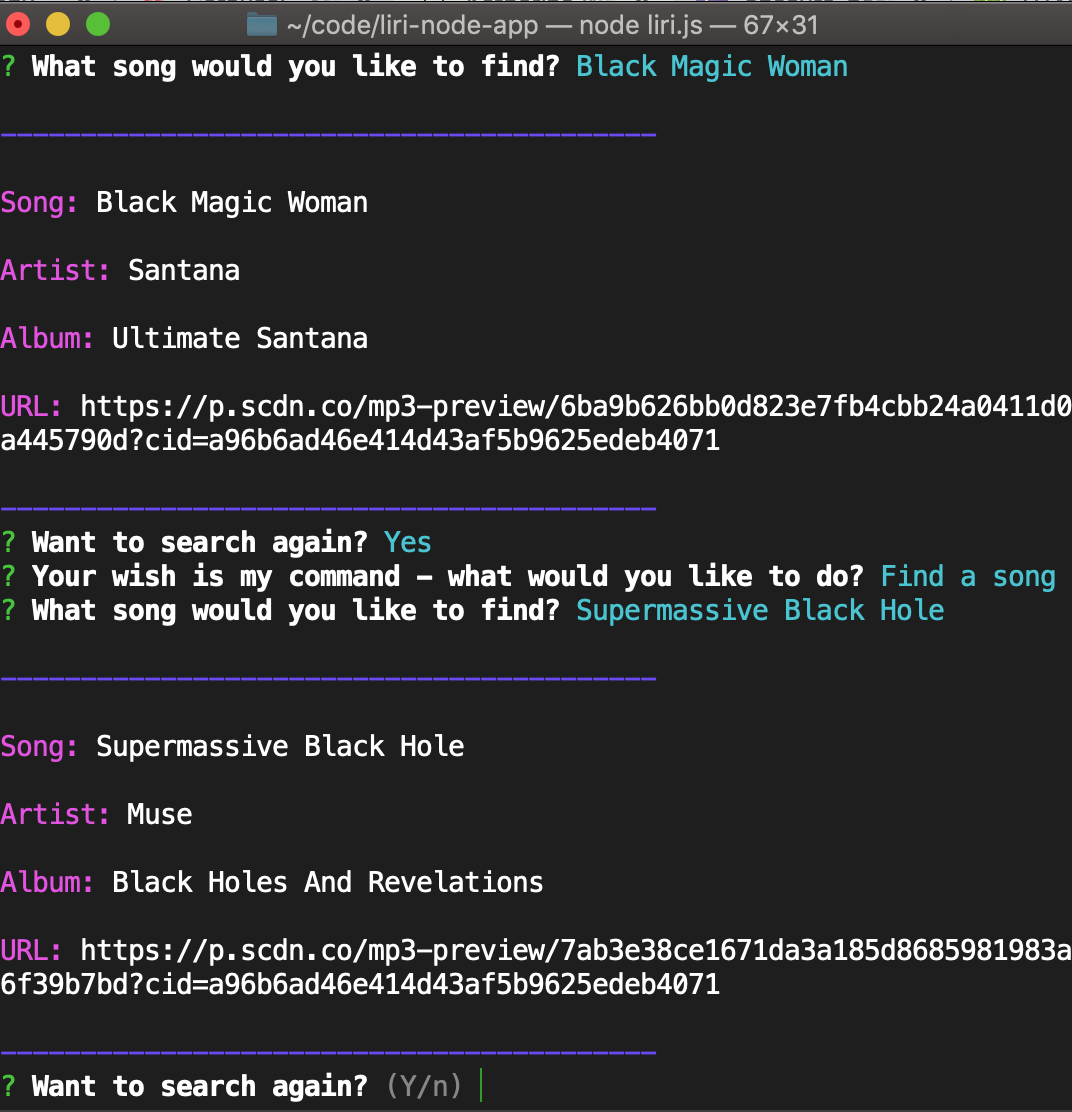 ~/code/liri-node-app — node liri.js — 67×31
? What song would you like to find? Black Magic Woman
-----------------------------------------
Song: Black Magic Woman
Artist: Santana
Album: Ultimate Santana
URL: https://p.scdn.co/mp3-preview/6ba9b626bb0d823e7fb4cbb24a0411d0
a445790d?cid=a96b6ad46e414d43af5b9625edeb4071
-----------------------------------------
? Want to search again? Yes
? Your wish is my command - what would you like to do? Find a song
? What song would you like to find? Supermassive Black Hole
-----------------------------------------
Song: Supermassive Black Hole
Artist: Muse
Album: Black Holes And Revelations
URL: https://p.scdn.co/mp3-preview/7ab3e38ce1671da3a185d8685981983a
6f39b7bd?cid=a96b6ad46e414d43af5b9625edeb4071
-----------------------------------------
? Want to search again? (Y/n)